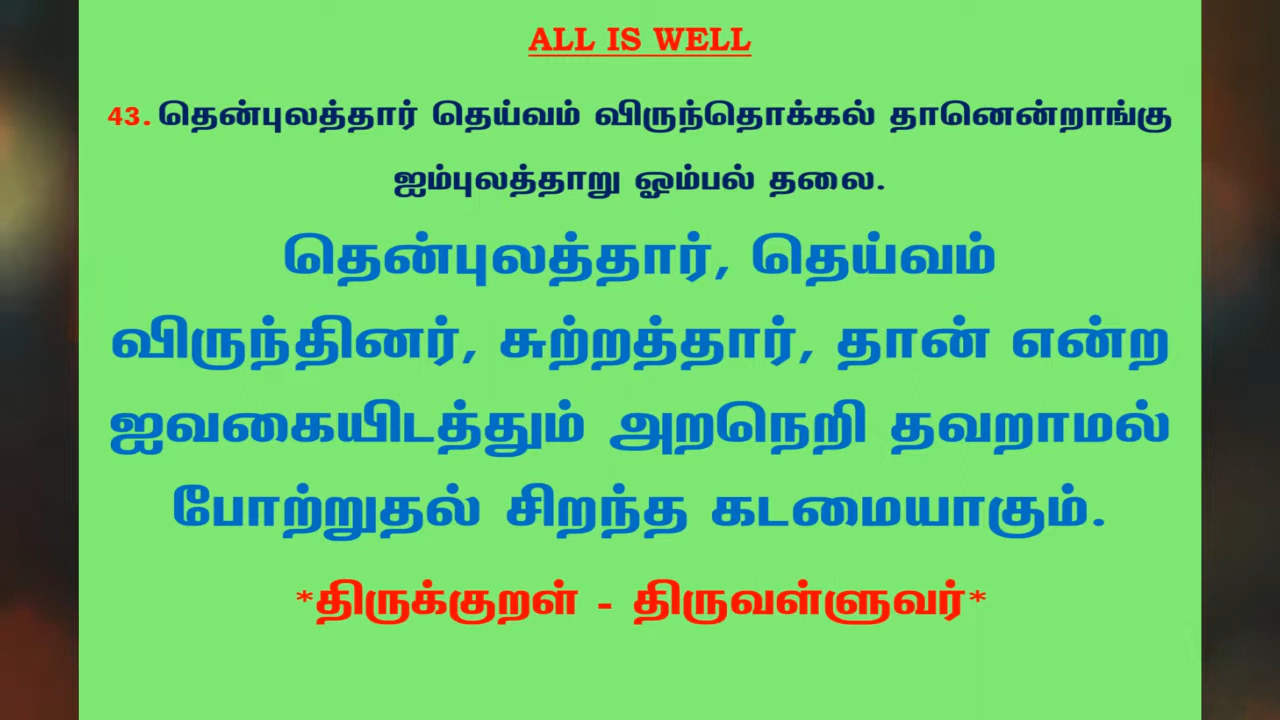 ALL IS WELL
43. தென்புலத்தார் தெய்வம் விருந்தொக்கல் தானென்றாங்கு
ஐம்புலத்தாறு ஓம்பல் தலை.
தென்புலத்தார், தெய்வம்
விருந்தினர், சுற்றத்தார், தான் என்ற
ஐவகையிடத்தும் அறநெறி தவறாமல்
போற்றுதல் சிறந்த கடமையாகும்.
*திருக்குறள் - திருவள்ளுவர்*